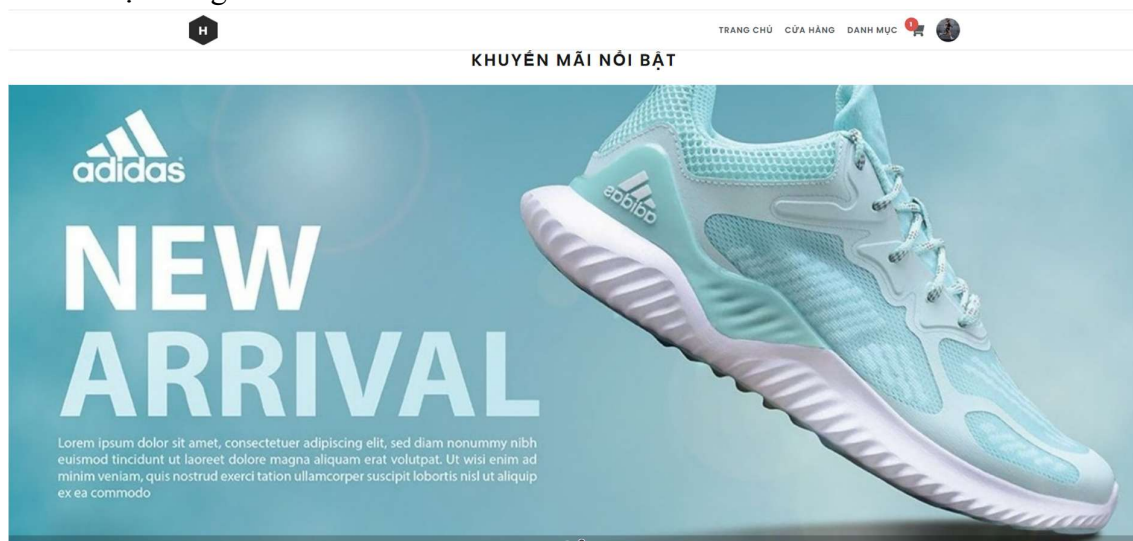 H
TRANG CHỦ CỬA HÀNG DANH MỤC 1
KHUYẾN MÃI NỔI BẬT
adidas
adidas
NEW
ARRIVAL
Lorem ipsum dolor sit amet, consectetuer adipiscing elit, sed diam nonummy nibh
euismod tincidunt ut laoreet dolore magna aliquam erat volutpat. Ut wisi enim ad
minim veniam, quis nostrud exerci tation ullamcorper suscipit lobortis nisl ut aliquip
ex ea commodo